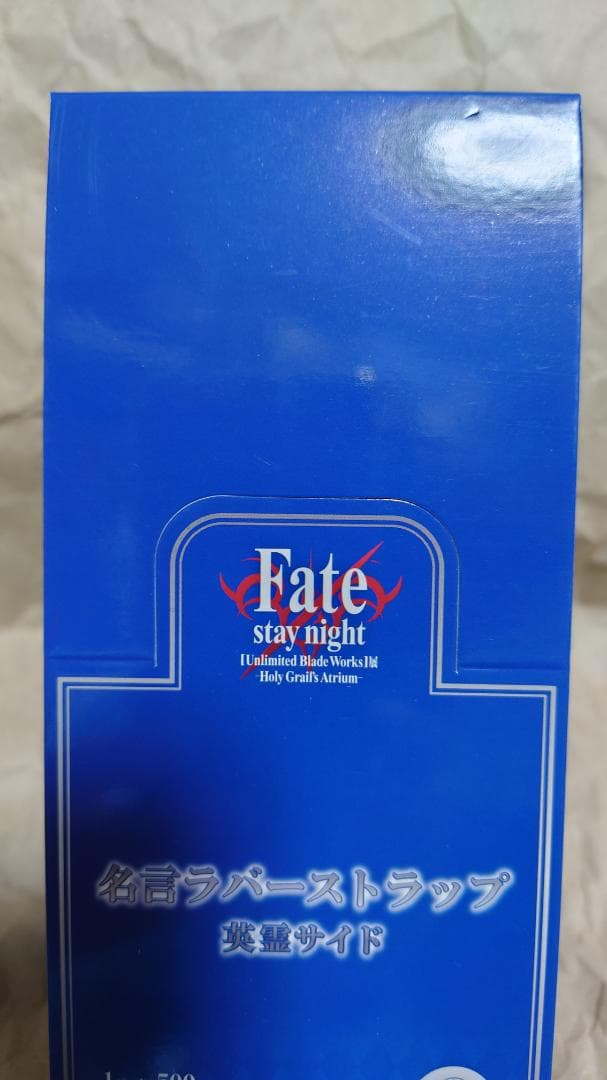 Fate
stay night
[Unlimited Blade Works]展
-Holy Grail's Atrium-
名言ラバーストラップ
英霊サイド